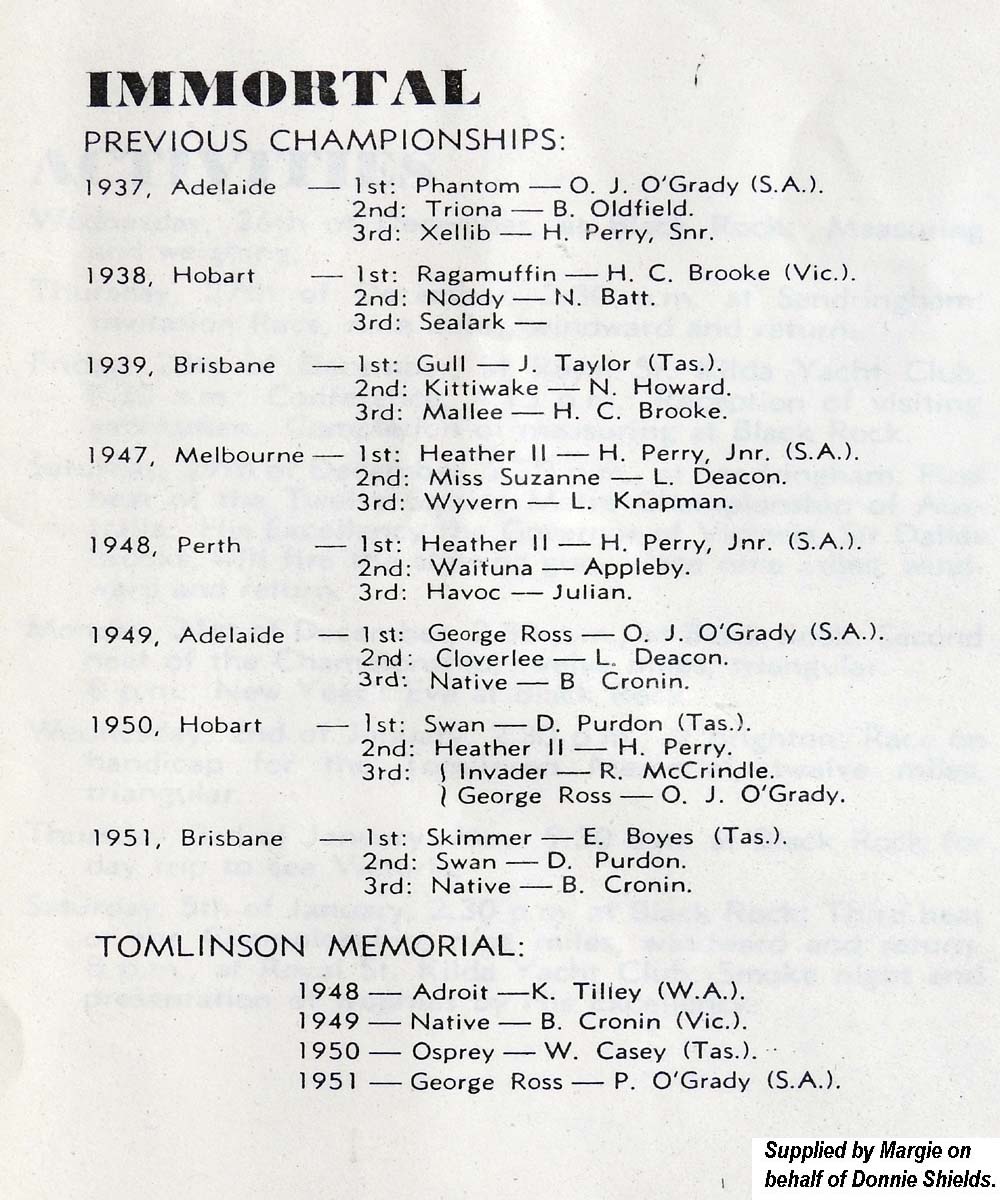 IMMORTAL
PREVIOUS CHAMPIONSHIPS:
1937, Adelaide — 1st: Phantom — O. J. O'Grady (S.A.).
2nd: Triona — B. Oldfield.
3rd: Xellib — H. Perry, Snr.
1938, Hobart — 1st: Ragamuffin — H. C. Brooke (Vic.).
2nd: Noddy — N. Batt.
3rd: Sealark
1939, Brisbane — 1st: Gull — J. Taylor (Tas.).
2nd: Kittiwake — N. Howard.
3rd: Mallee — H. C. Brooke.
1947, Melbourne — 1st: Heather II — H. Perry, Jnr. (S.A.).
2nd: Miss Suzanne — L. Deacon.
3rd: Wyvern — L. Knapman.
1948, Perth — 1st: Heather II — H. Perry, Jnr. (S.A.).
2nd: Waituna — Appleby.
3rd: Havoc — Julian.
1949, Adelaide — 1st: George Ross — O. J. O'Grady (S.A.).
2nd: Cloverlee — L. Deacon.
3rd: Native — B Cronin.
1950, Hobart — 1st: Swan — D. Purdon (Tas.).
2nd: Heather II — H. Perry.
3rd: { Invader — R. McCrindle.
{ George Ross — O. J. O'Grady.
1951, Brisbane — 1st: Skimmer — E. Boyes (Tas.)
2nd: Swan — D. Purdon.
3rd: Native — B. Cronin.
TOMLINSON MEMORIAL:
1948 — Adroit — K. Tilley (W.A.).
1949 — Native — B. Cronin (Vic.).
1950 — Osprey — W. Casey (Tas.).
1951 — George Ross — P. O'Grady (S.A.).
Supplied by Margie on
behalf of Donnie Shields.